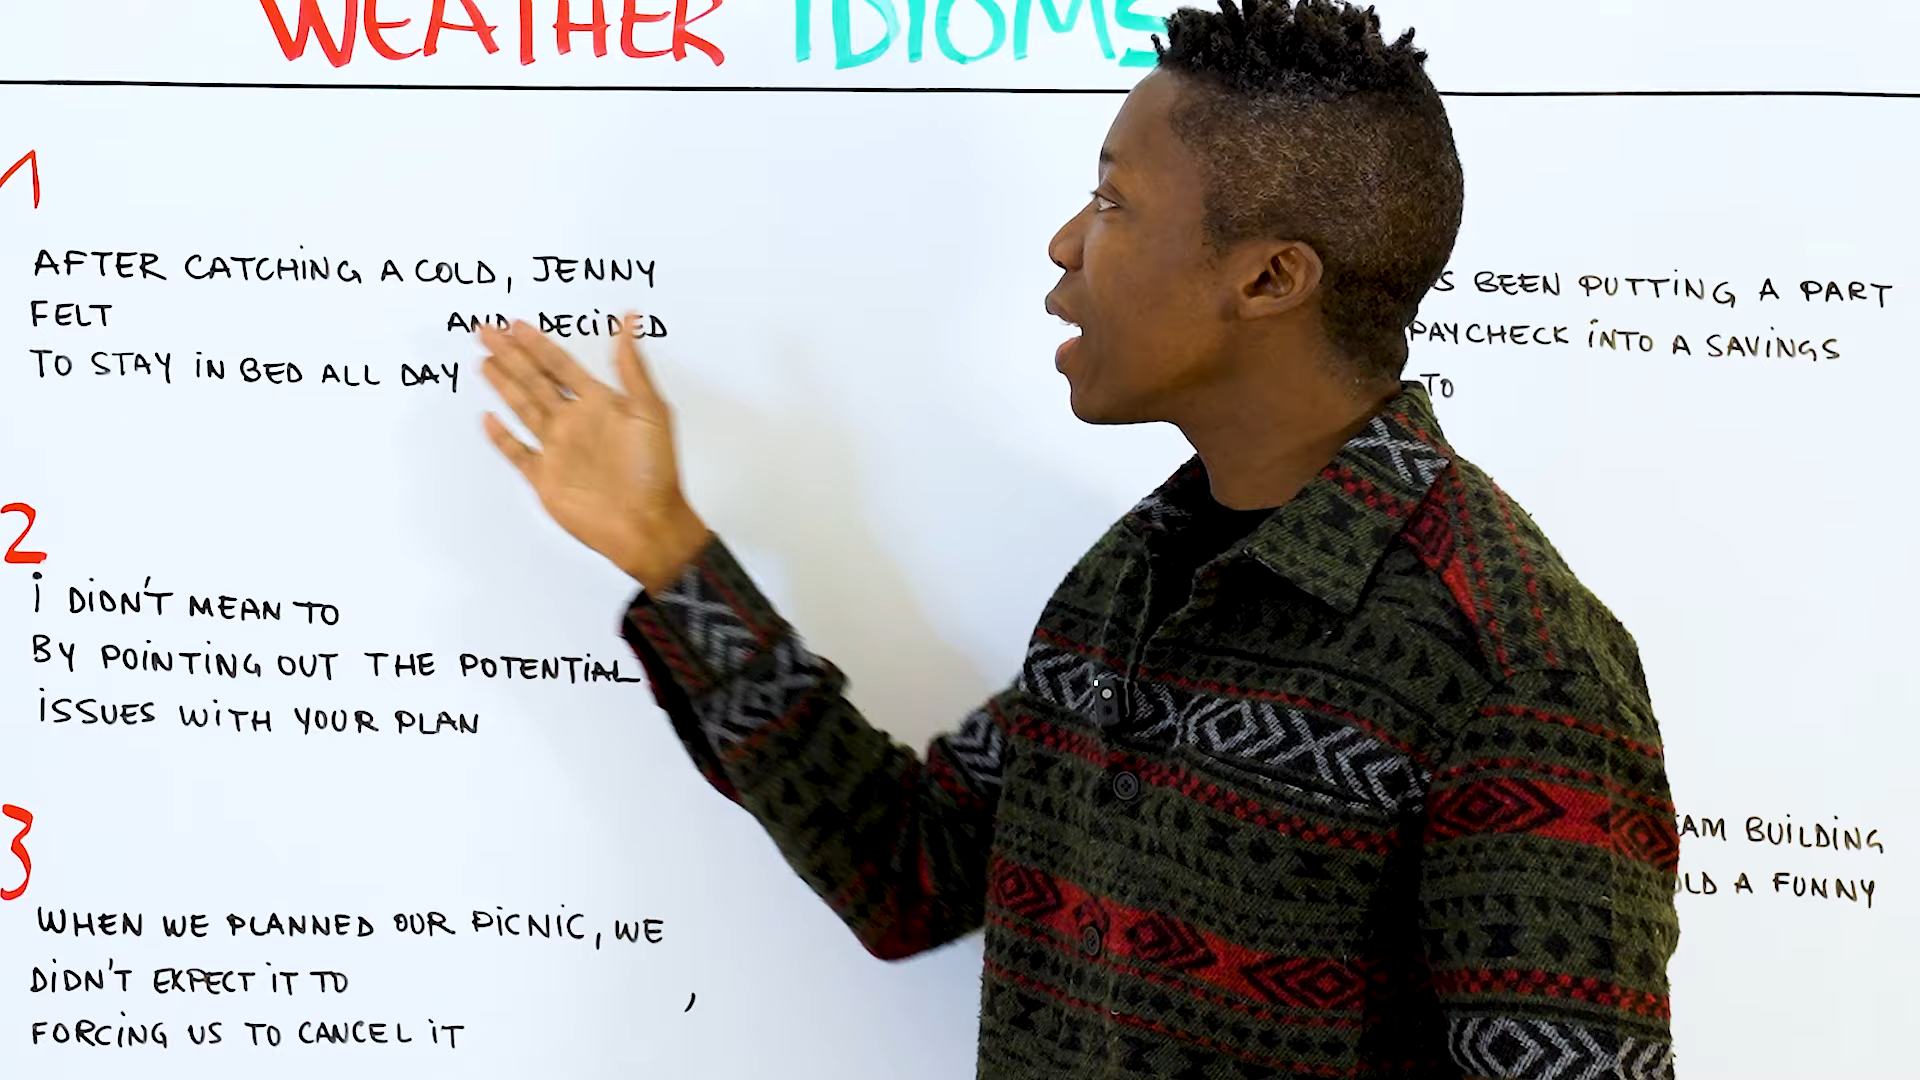 WEATHER IDIOMS
1
AFTER CATCHING A COLD, JENNY
FELT AND DECIDED
TO STAY IN BED ALL DAY
2
I DIDN'T MEAN TO
BY POINTING OUT THE POTENTIAL
ISSUES WITH YOUR PLAN
3
WHEN WE PLANNED OUR PICNIC, WE
DIDN'T EXPECT IT TO ,
FORCING US TO CANCEL IT
BEEN PUTTING A PART
PAYCHECK INTO A SAVINGS
TO
BUILDING
A FUNNY